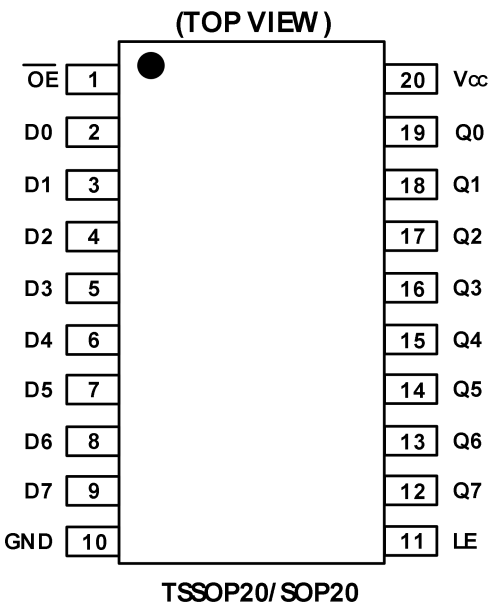 (TOP VIEW)
OE 1 20 Vcc
D0 2 19 Q0
D1 3 18 Q1
D2 4 17 Q2
D3 5 16 Q3
D4 6 15 Q4
D5 7 14 Q5
D6 8 13 Q6
D7 9 12 Q7
GND 10 11 LE
TSSOP20/SOP20